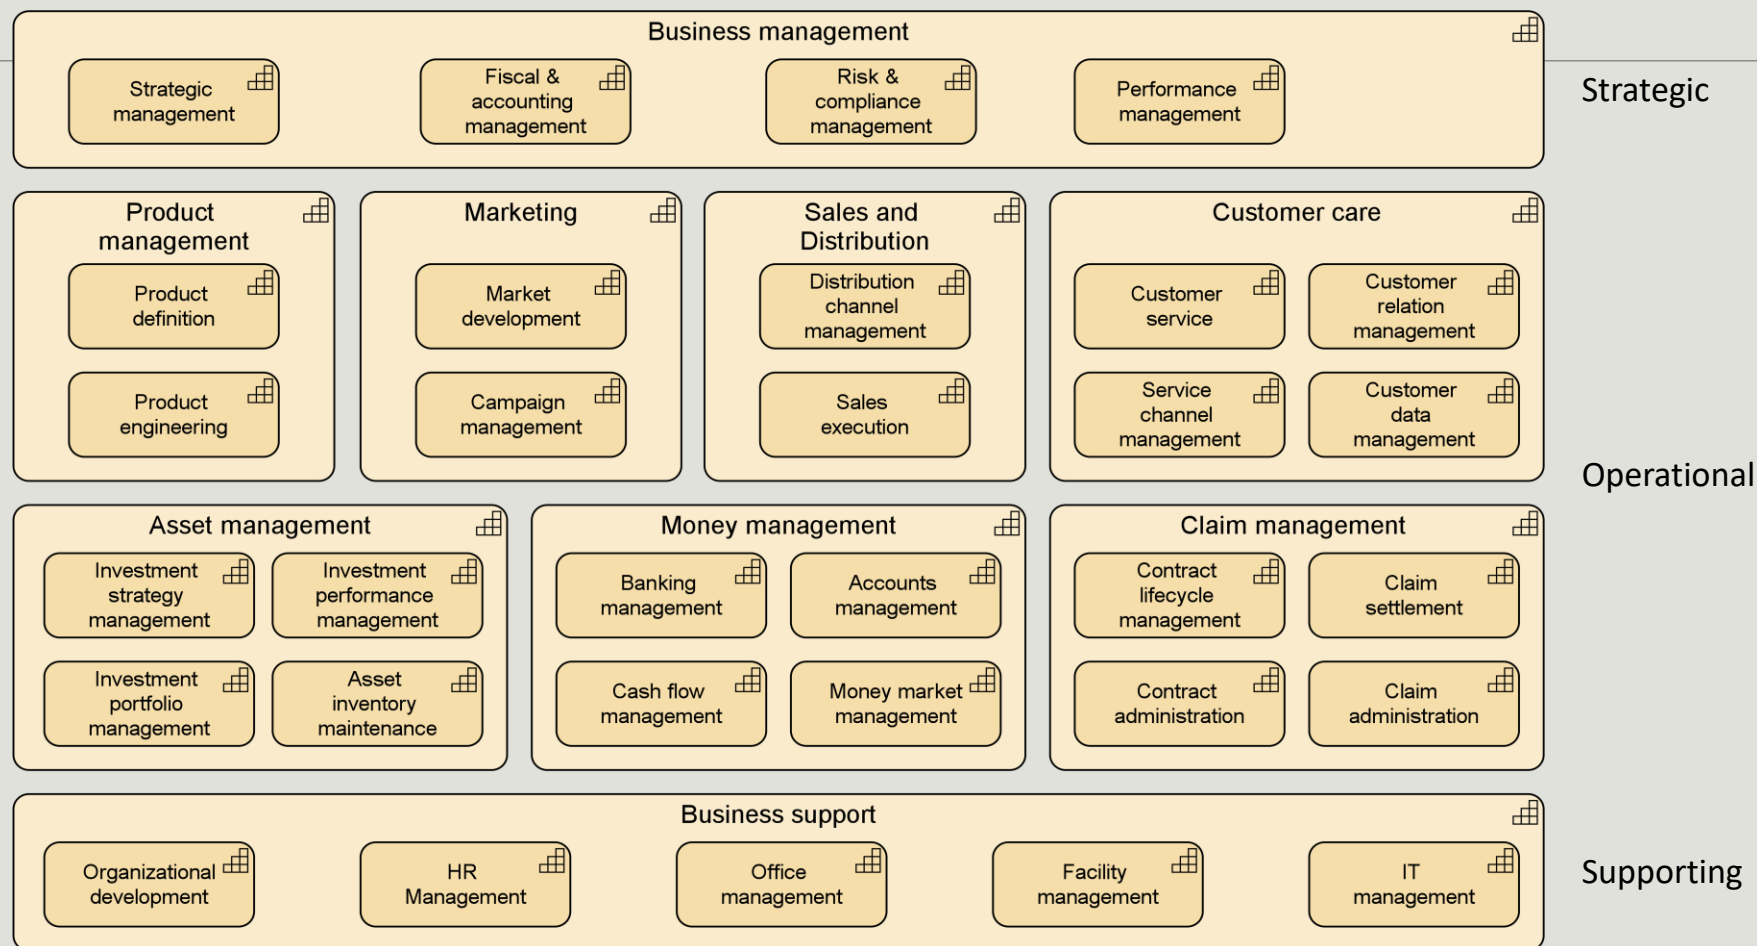 Business management
Strategic
management
Fiscal &
accounting
management
Risk &
compliance
management
Performance
management
Strategic
Product
management
Product
definition
Product
engineering
Marketing
Market
development
Campaign
management
Sales and
Distribution
Distribution
channel
management
Sales
execution
Customer care
Customer
service
Customer
relation
management
Service
channel
management
Customer
data
management
Operational
Asset management
Investment
strategy
management
Investment
performance
management
Investment
portfolio
management
Asset
inventory
maintenance
Money management
Banking
management
Accounts
management
Cash flow
management
Money market
management
Claim management
Contract
lifecycle
management
Claim
settlement
Contract
administration
Claim
administration
Business support
Organizational
development
HR
Management
Office
management
Facility
management
IT
management
Supporting